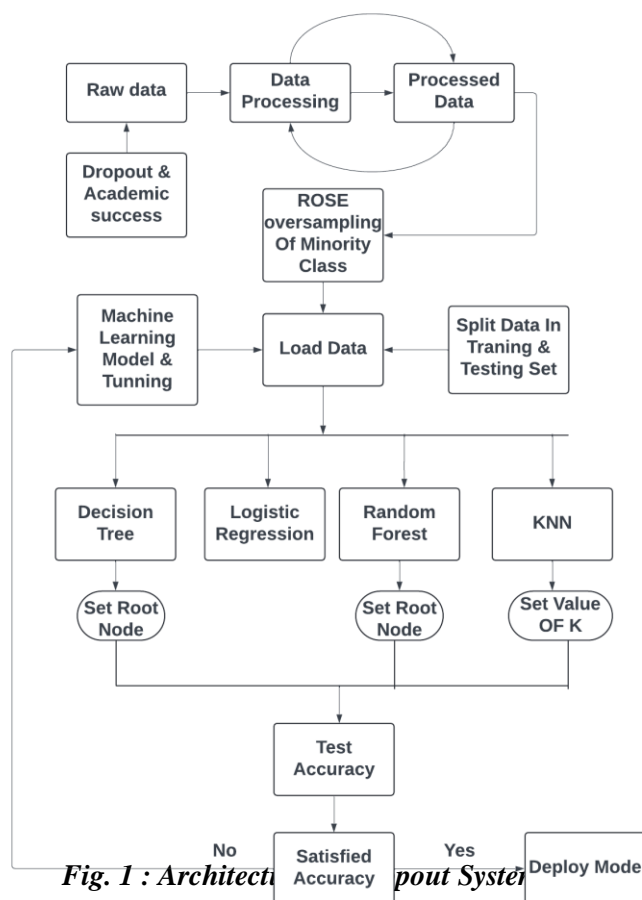 Raw data
Data
Processing
Processed
Data
Dropout &
Academic
success
ROSE
oversampling
Of Minority
Class
Machine
Learning
Model &
Tunning
Load Data
Split Data In
Traning &
Testing Set
Decision
Tree
Logistic
Regression
Random
Forest
KNN
Set Root
Node
Set Root
Node
Set Value
OF K
Test
Accuracy
No
Satisfied
Accuracy
Yes
Deploy Mode
Fig. 1 : Architectu pout System